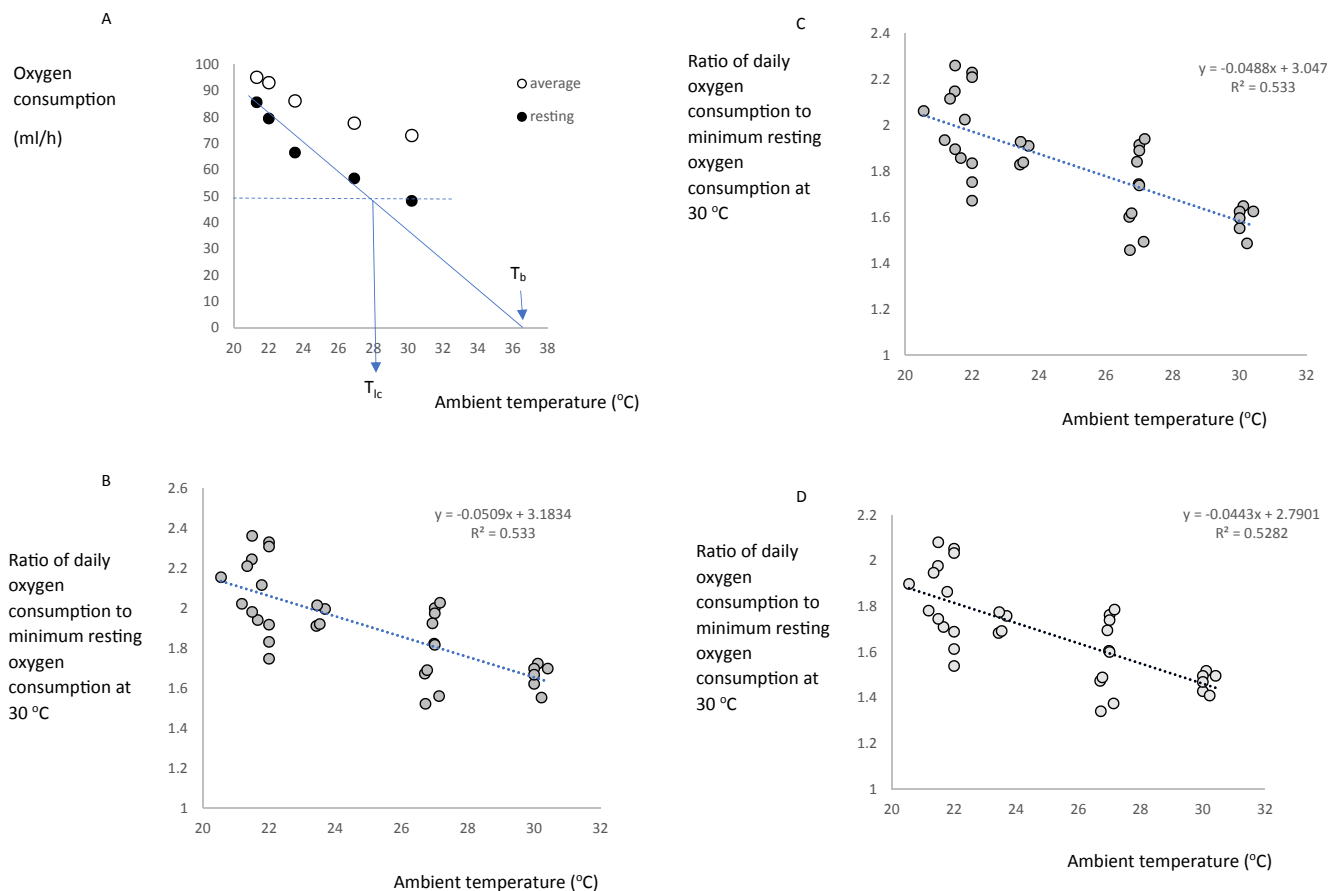 A
Oxygen
consumption
(ml/h)
100
90
80
70
60
50
40
30
20
10
0
20 22 24 26 28 30 32 34 36 38
average
resting
Tb
Tlc
Ambient temperature (oC)
C
Ratio of daily
oxygen
consumption to
minimum resting
oxygen
consumption at
30 oC
2.4
2.2
2
1.8
1.6
1.4
1.2
1
20 22 24 26 28 30 32
y = -0.0488x + 3.047
R² = 0.533
Ambient temperature (oC)
B
Ratio of daily
oxygen
consumption to
minimum resting
oxygen
consumption at
30 oC
2.6
2.4
2.2
2
1.8
1.6
1.4
1.2
1
20 22 24 26 28 30 32
y = -0.0509x + 3.1834
R² = 0.533
Ambient temperature (oC)
D
Ratio of daily
oxygen
consumption to
minimum resting
oxygen
consumption at
30 oC
2.2
2
1.8
1.6
1.4
1.2
1
20 22 24 26 28 30 32
y = -0.0443x + 2.7901
R² = 0.5282
Ambient temperature (oC)